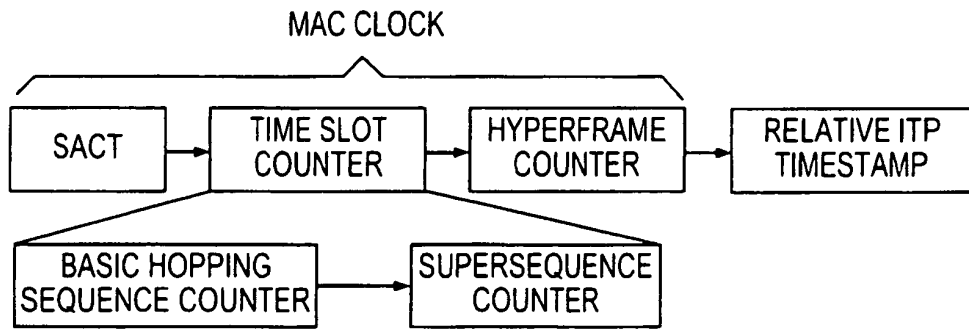 MAC CLOCK
SACT
TIME SLOT
COUNTER
HYPERFRAME
COUNTER
RELATIVE ITP
TIMESTAMP
BASIC HOPPING
SEQUENCE COUNTER
SUPERSEQUENCE
COUNTER